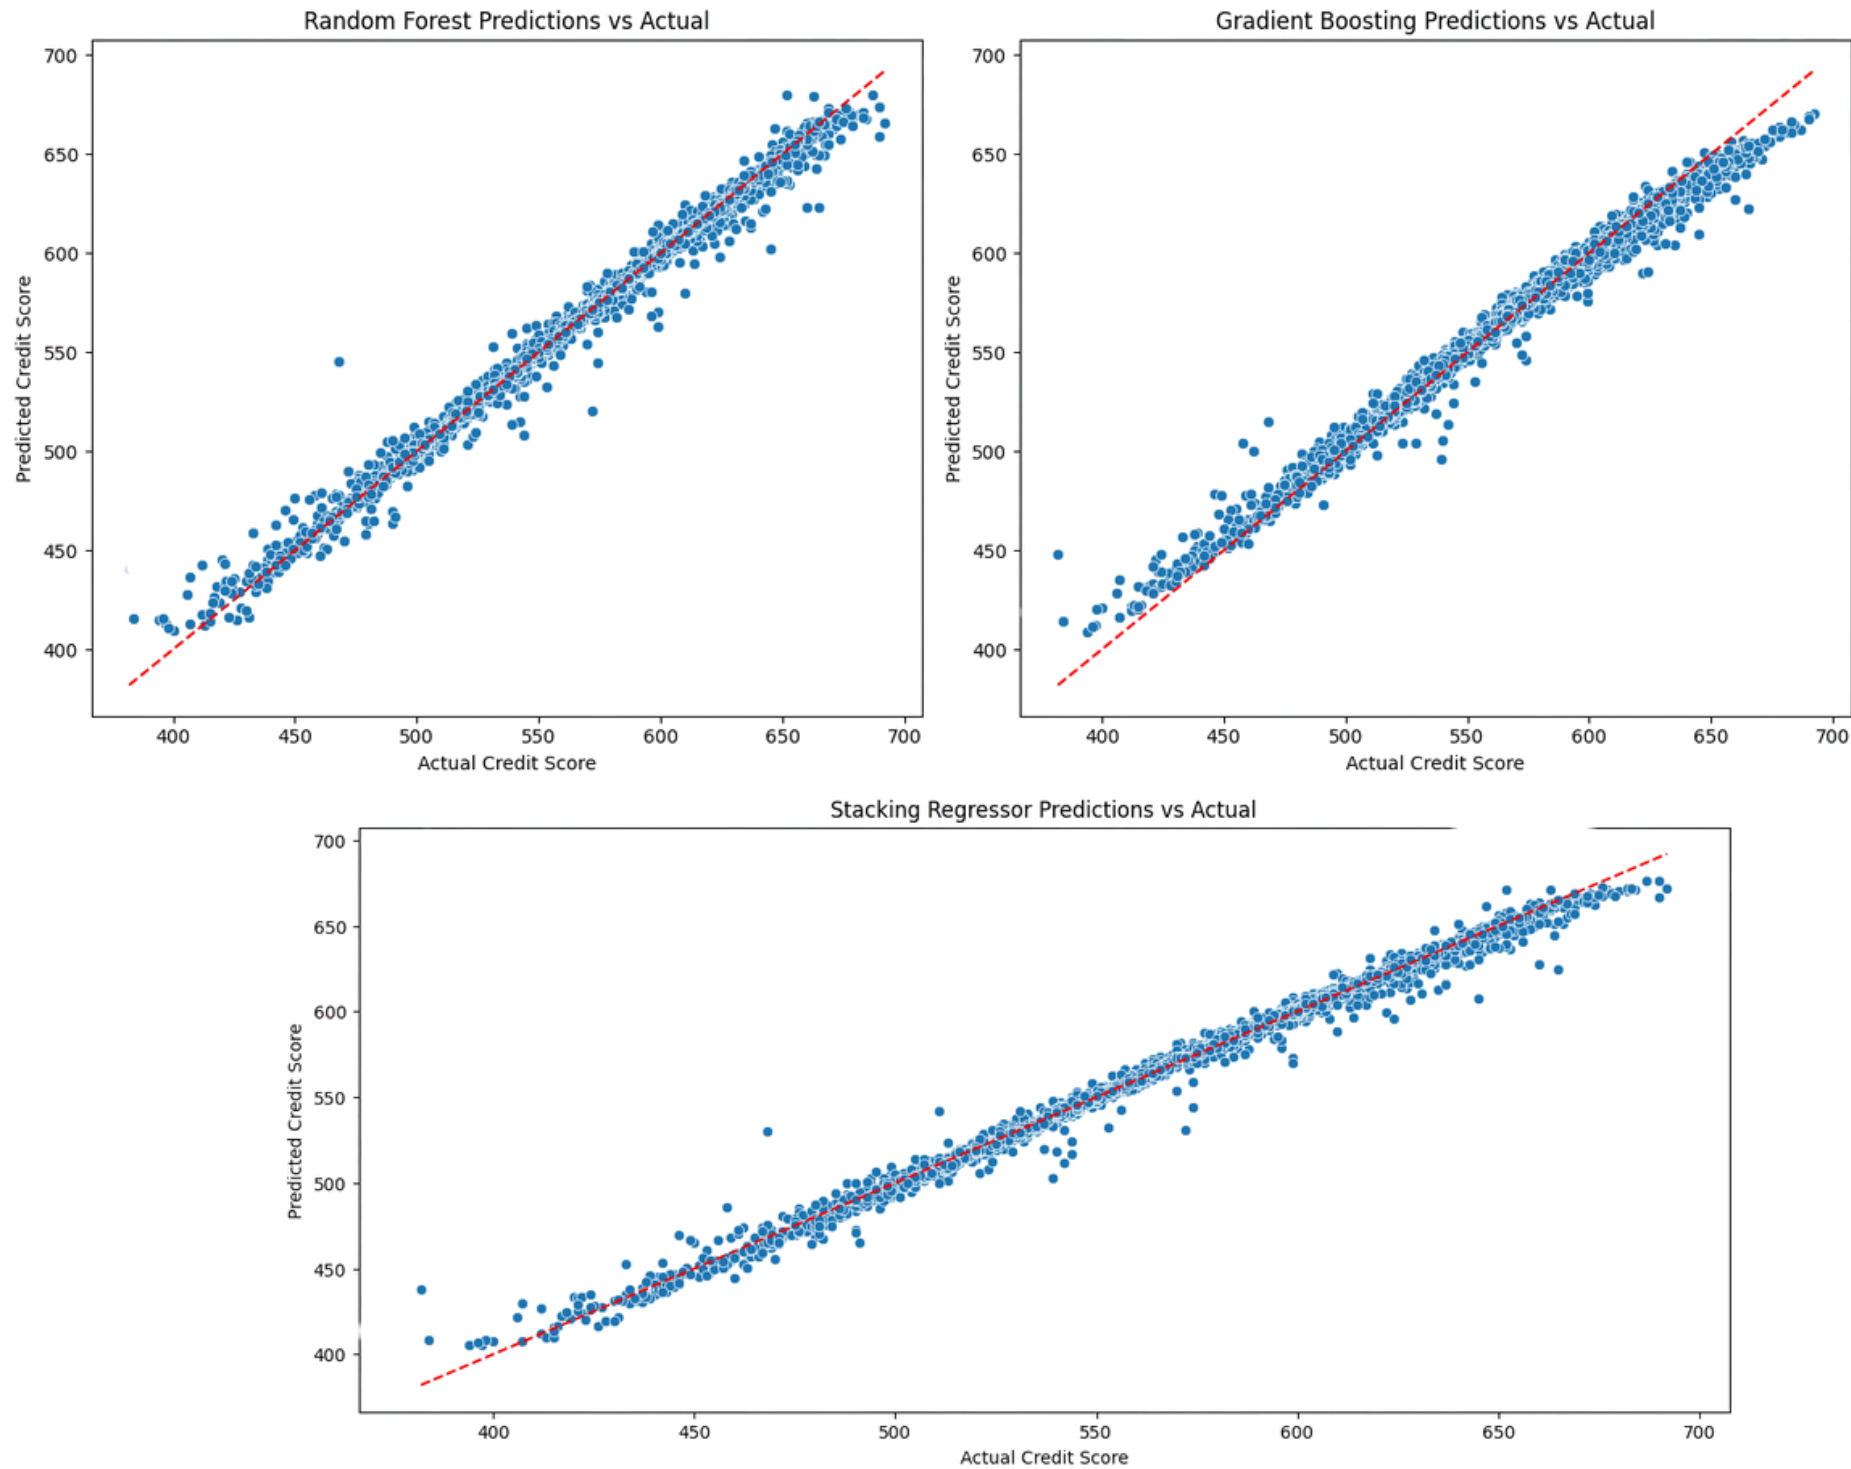 Random Forest Predictions vs Actual
700
650
600
550
500
450
400
Predicted Credit Score
400 450 500 550 600 650 700
Actual Credit Score
Gradient Boosting Predictions vs Actual
700
650
600
550
500
450
400
Predicted Credit Score
400 450 500 550 600 650 700
Actual Credit Score
Stacking Regressor Predictions vs Actual
700
650
600
550
500
450
400
Predicted Credit Score
400 450 500 550 600 650 700
Actual Credit Score